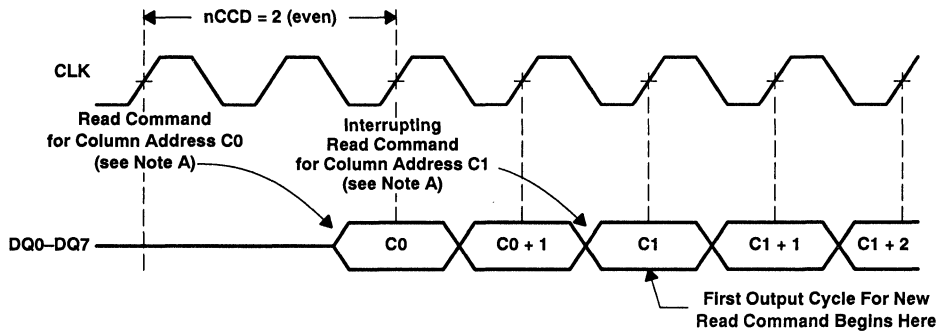 nCCD = 2 (even)
CLK
Read Command
for Column Address C0
(see Note A)
Interrupting
Read Command
for Column Address C1
(see Note A)
DQ0–DQ7
C0
C0 + 1
C1
C1 + 1
C1 + 2
First Output Cycle For New
Read Command Begins Here